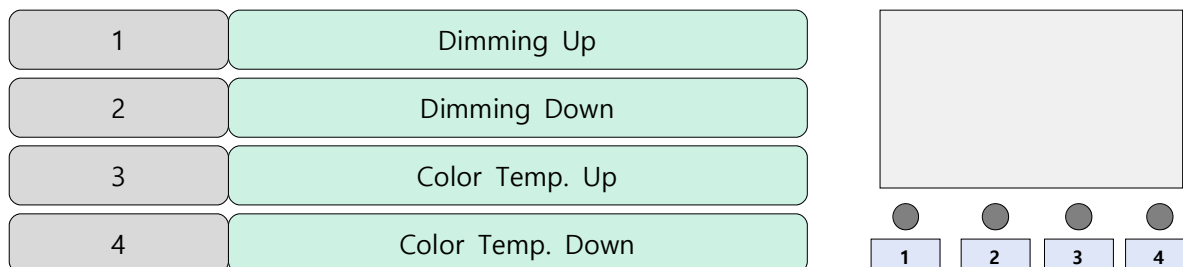 1 Dimming Up
2 Dimming Down
3 Color Temp. Up
4 Color Temp. Down
1 2 3 4